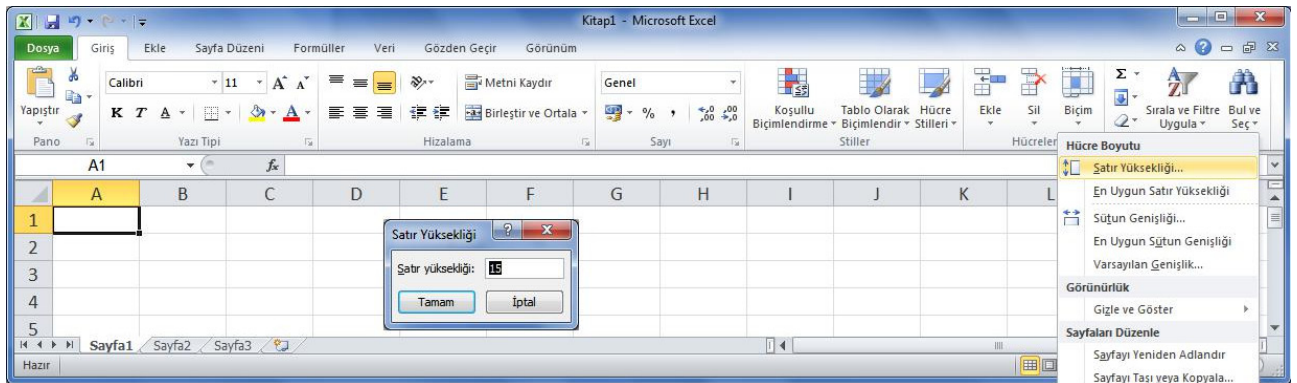 Kitap1 - Microsoft Excel
Dosya Giriş Ekle Sayfa Düzeni Formüller Veri Gözden Geçir Görünüm
Yapıştır
Pano
Calibri 11
K T A
Yazı Tipi
Metni Kaydır
Birleştir ve Ortala
Hizalama
Genel
%
Sayı
Koşullu Biçimlendirme
Tablo Olarak Biçimlendir
Hücre Stilleri
Stiller
Ekle
Sil
Biçim
Hücreler
Σ
Sırala ve Filtre Uygula
Bul ve Seç
A1 fx
A B C D E F G H I J K L
1
2
3
4
5
Satır Yüksekliği
Satır yüksekliği: 15
Tamam İptal
Hücre Boyutu
Satır Yüksekliği...
En Uygun Satır Yüksekliği
Sütun Genişliği...
En Uygun Sütun Genişliği
Varsayılan Genişlik...
Görünürlük
Gizle ve Göster
Sayfaları Düzenle
Sayfayı Yeniden Adlandır
Sayfayı Taşı veya Kopyala...
Sayfa1 Sayfa2 Sayfa3
Hazır